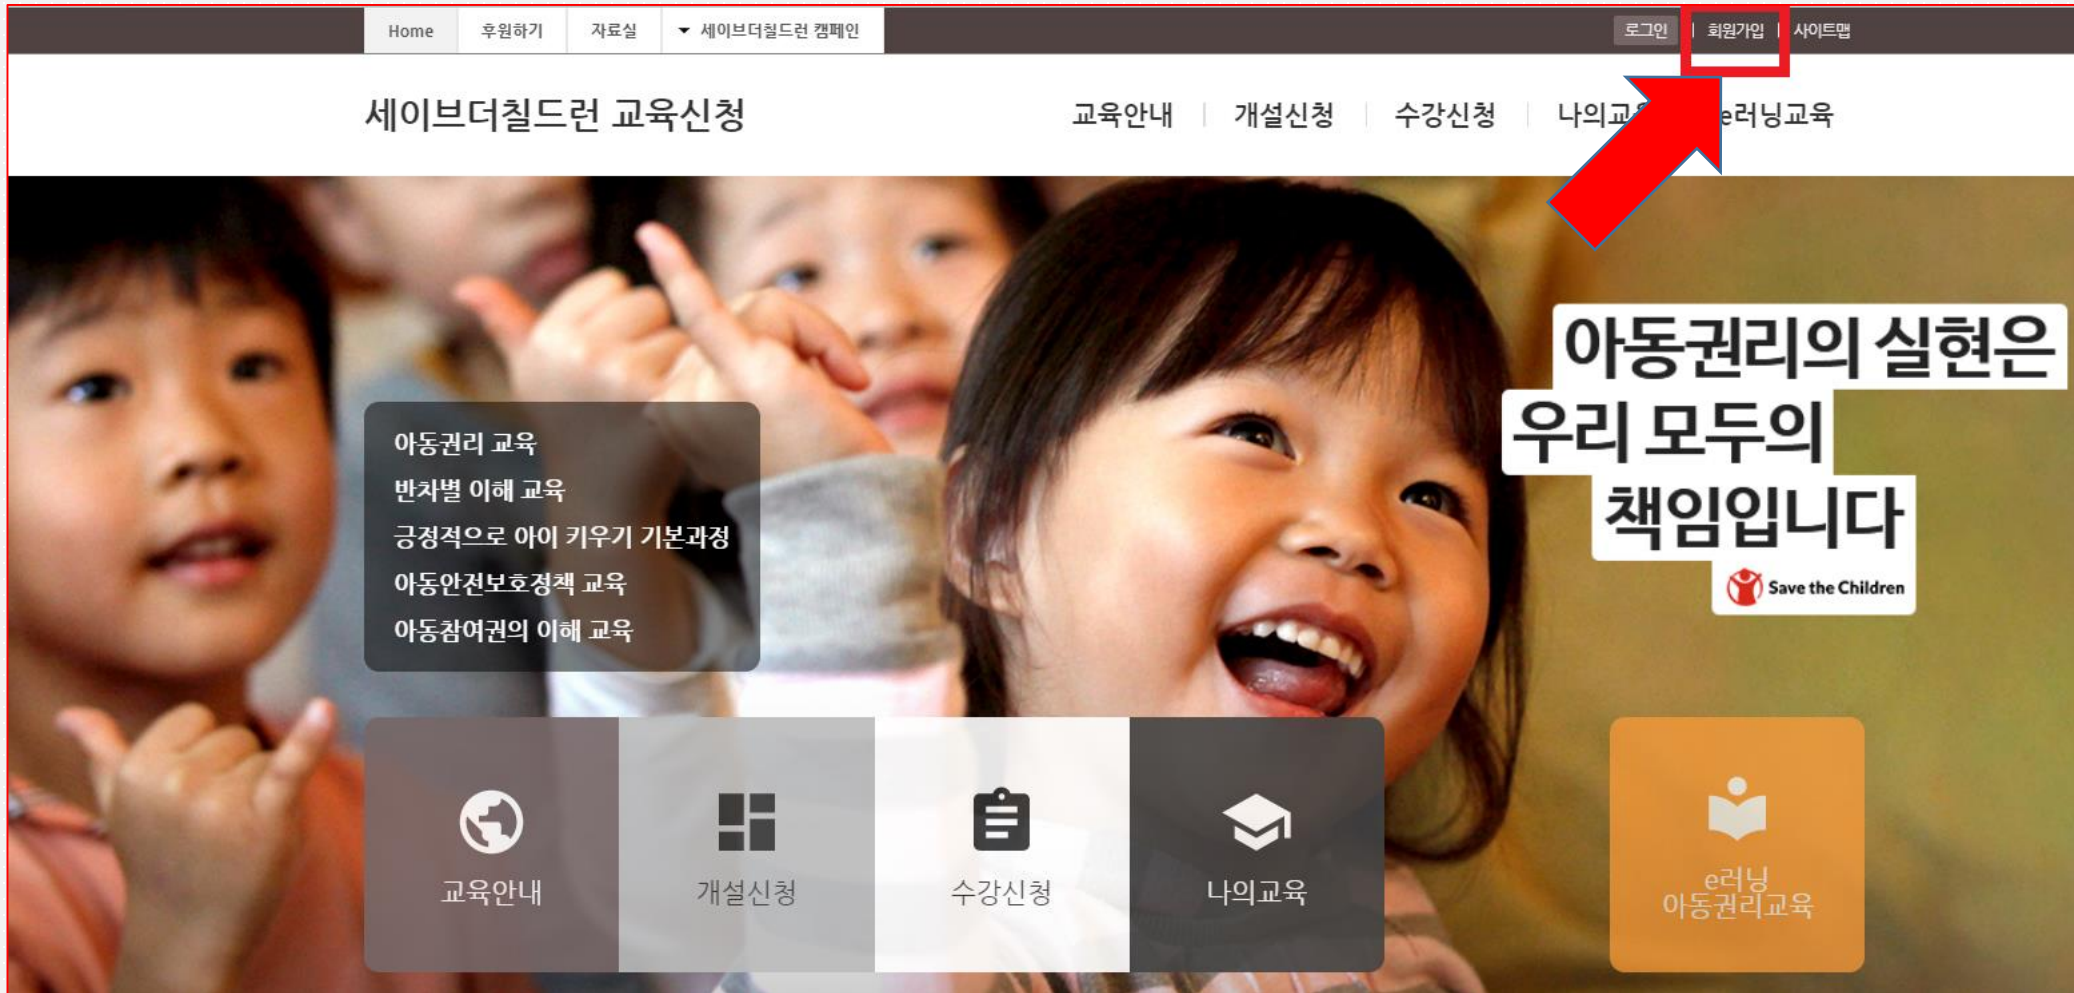 Home 후원하기 자료실 세이브더칠드런 캠페인 로그인 회원가입 사이트맵
세이브더칠드런 교육신청
교육안내 개설신청 수강신청 나의교육 e러닝교육
아동권리의 실현은
우리 모두의
책임입니다
Save the Children
아동권리 교육
반차별 이해 교육
긍정적으로 아이 키우기 기본과정
아동안전보호정책 교육
아동참여권의 이해 교육
교육안내 개설신청 수강신청 나의교육
e러닝
아동권리교육